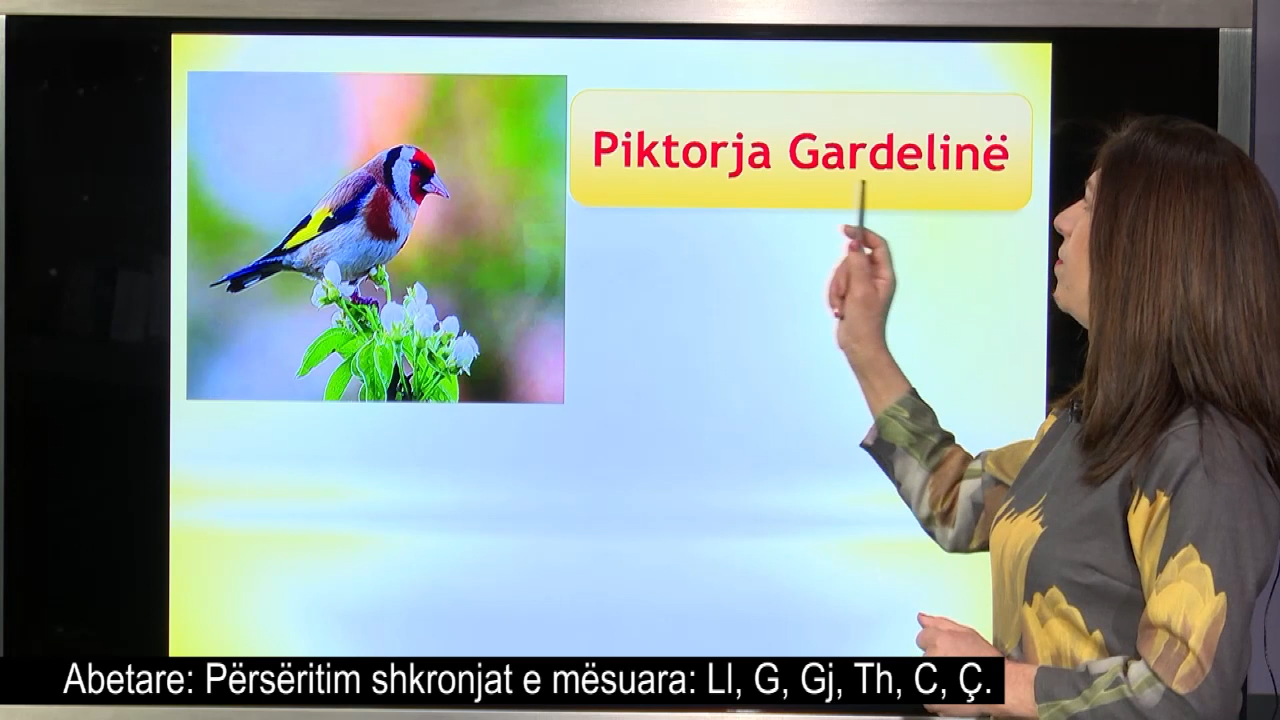 Piktorja Gardelinë
Abetare: Përsëritim shkronjat e mësuara: Ll, G, Gj, Th, C, Ç.